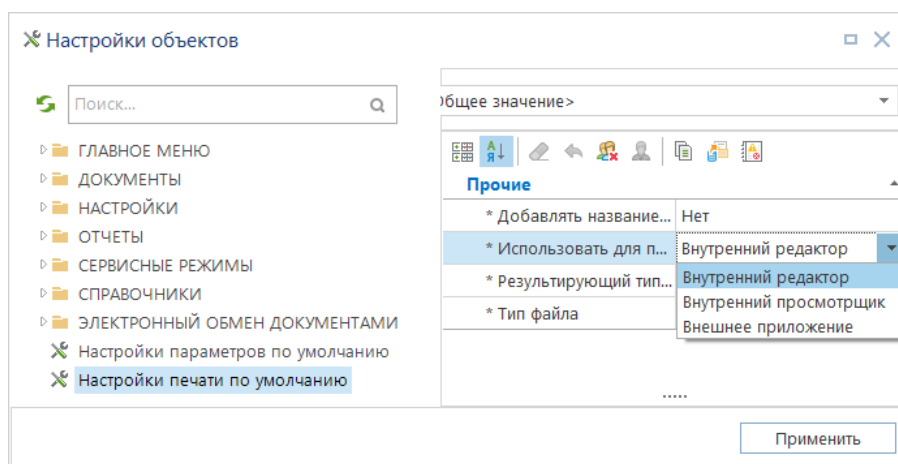 Настройки объектов
Поиск...
ГЛАВНОЕ МЕНЮ
ДОКУМЕНТЫ
НАСТРОЙКИ
ОТЧЕТЫ
СЕРВИСНЫЕ РЕЖИМЫ
СПРАВОЧНИКИ
ЭЛЕКТРОННЫЙ ОБМЕН ДОКУМЕНТАМИ
Настройки параметров по умолчанию
Настройки печати по умолчанию
Общее значение>
Прочие
* Добавлять название... Нет
* Использовать для п... Внутренний редактор
* Результирующий тип...
* Тип файла
Внутренний редактор
Внутренний просмотрщик
Внешнее приложение
Применить